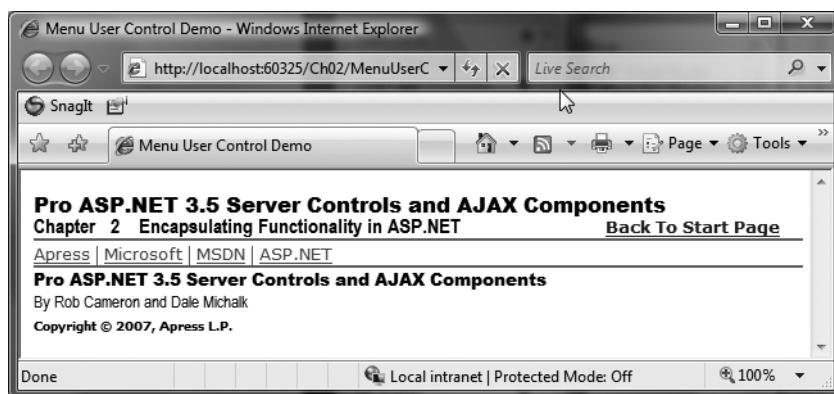 Menu User Control Demo - Windows Internet Explorer
http://localhost:60325/Ch02/MenuUserC
Live Search
SnagIt
Menu User Control Demo
Page
Tools
Pro ASP.NET 3.5 Server Controls and AJAX Components
Chapter 2 Encapsulating Functionality in ASP.NET
Back To Start Page
Apress | Microsoft | MSDN | ASP.NET
Pro ASP.NET 3.5 Server Controls and AJAX Components
By Rob Cameron and Dale Michalk
Copyright © 2007, Apress L.P.
Done
Local intranet | Protected Mode: Off
100%